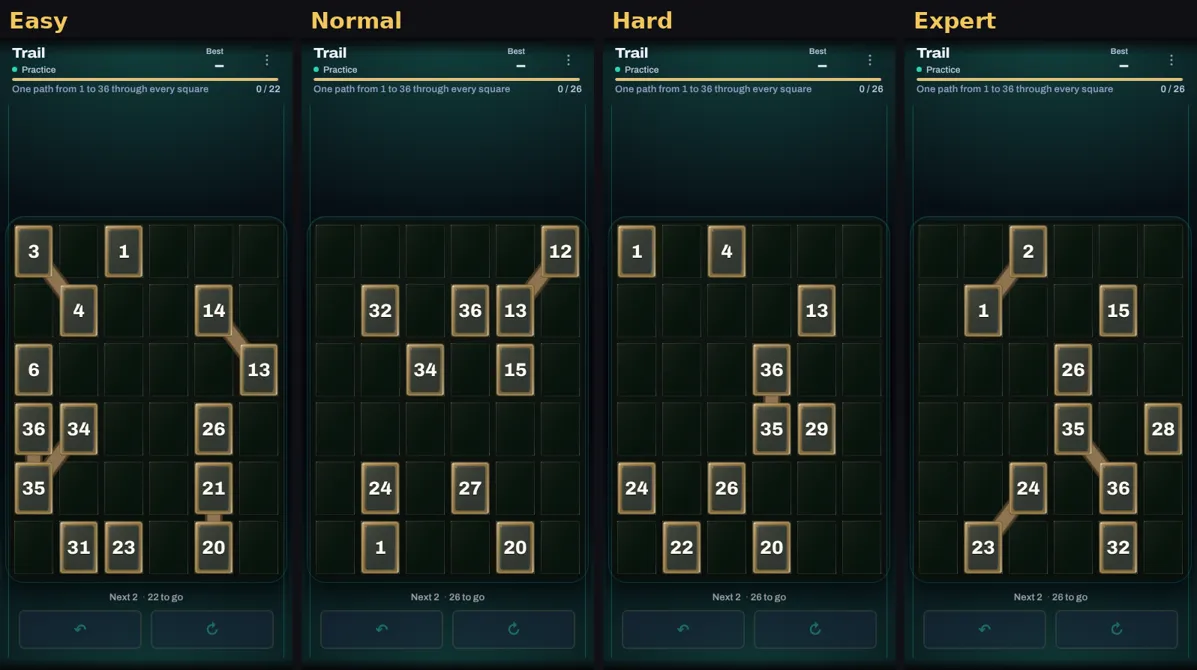 Easy Normal Hard Expert
Trail Best Trail Best Trail Best Trail Best
Practice – Practice – Practice – Practice –
One path from 1 to 36 through every square 0 / 22 One path from 1 to 36 through every square 0 / 26 One path from 1 to 36 through every square 0 / 26 One path from 1 to 36 through every square 0 / 26
3 1 12 1 4 2
4 14 32 36 13 13 1 15
6 13 34 15 36 26
36 34 26 35 29 35 28
35 21 24 27 24 26 24 36
31 23 20 1 20 22 20 23 32
Next 2 · 22 to go Next 2 · 26 to go Next 2 · 26 to go Next 2 · 26 to go